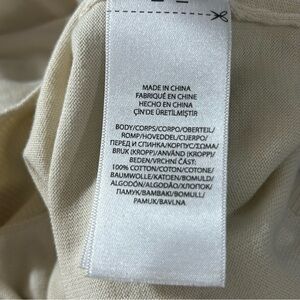 MADE IN CHINA
FABRIQUÉ EN CHINE
HECHO EN CHINA
ÇİN'DE ÜRETİLMİŞTİR
BODY/CORPS/CORPO/OBERTEIL/
ROMP/HOVEDDEL/CUERPO/
ПЕРЕД И СПИНКА/КОРПУС/ΣΩΜΑ/
BRUK (KROPP)/ANVÄND (KROPP)/
BEDEN/VRCHNÍ ČÁST:
100% COTTON/COTON/COTONE/
BAUMWOLLE/KATOEN/BOMULD/
ALGODÓN/ALGODÃO/ХЛОПОК/
ПАМУК/ΒΑΜΒΑΚΙ/BOMULL/
PAMUK/BAVLNA